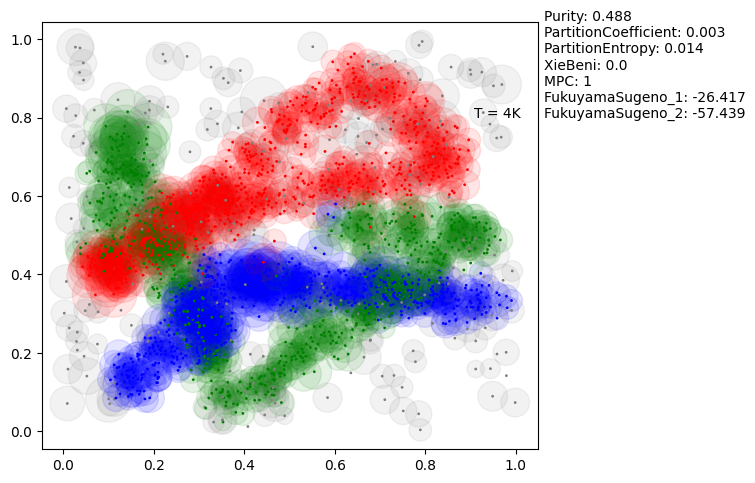 Purity: 0.488
PartitionCoefficient: 0.003
PartitionEntropy: 0.014
XieBeni: 0.0
MPC: 1
FukuyamaSugeno_1: -26.417
FukuyamaSugeno_2: -57.439
T = 4K
1.0
0.8
0.6
0.4
0.2
0.0
0.0 0.2 0.4 0.6 0.8 1.0